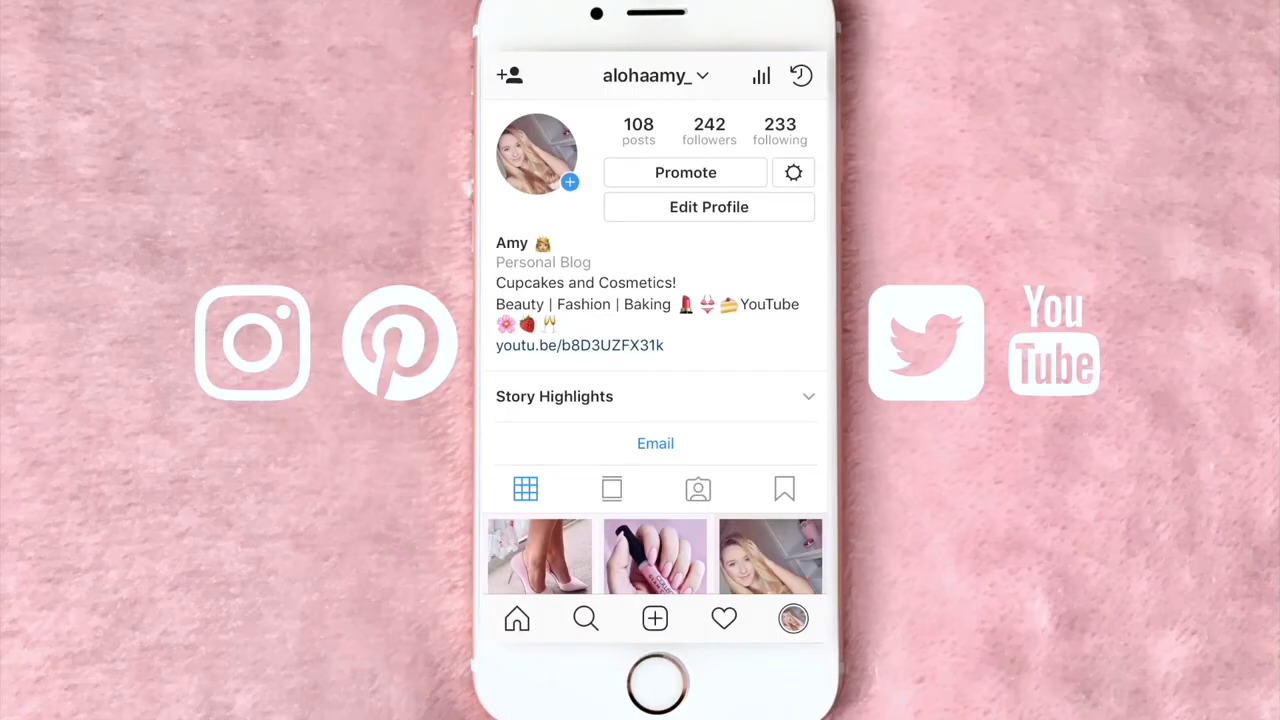 alohaamy_
108 242 233
posts followers following
Promote
Edit Profile
Amy 👸🏼
Personal Blog
Cupcakes and Cosmetics!
Beauty | Fashion | Baking 💄👙🍰YouTube
🌸🍓🥂
youtu.be/b8D3UZFX31k
Story Highlights
Email
You
Tube